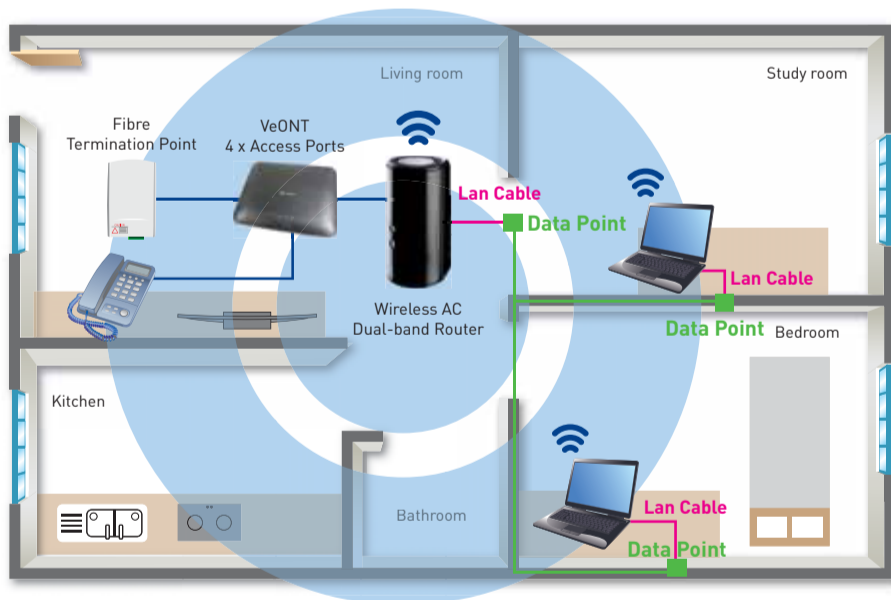 Living room
Study room
Fibre
Termination Point
VeONT
4 x Access Ports
Lan Cable
Data Point
Lan Cable
Wireless AC
Dual-band Router
Data Point
Bedroom
Kitchen
Lan Cable
Bathroom
Data Point